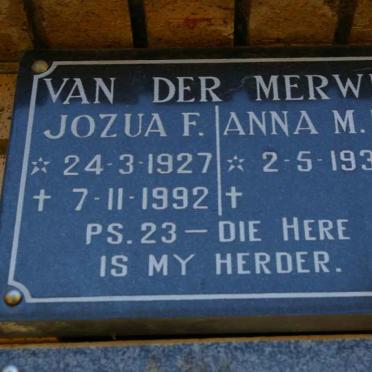 VAN DER MERW
JOZUA F. ANNA M.
☆ 24-3-1927 ☆ 2-5-193
✝ 7-11-1992 ✝
PS. 23 – DIE HERE
IS MY HERDER.